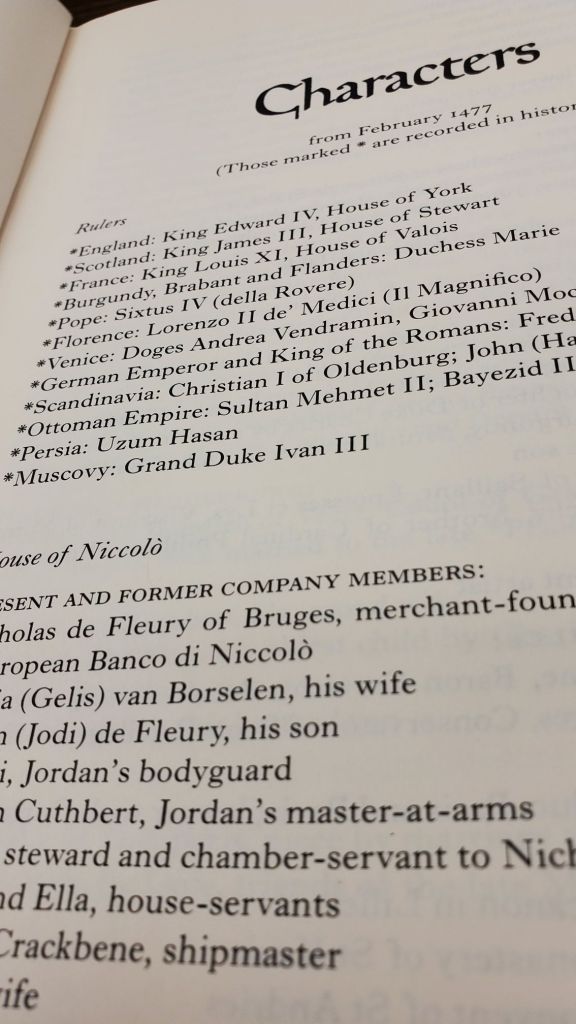 Characters
from February 1477
(Those marked * are recorded in histor
Rulers
*England: King Edward IV, House of York
*Scotland: King James III, House of Stewart
*France: King Louis XI, House of Valois
*Burgundy, Brabant and Flanders: Duchess Marie
*Pope: Sixtus IV (della Rovere)
*Florence: Lorenzo II de' Medici (Il Magnifico)
*Venice: Doges Andrea Vendramin, Giovanni Moc
*German Emperor and King of the Romans: Fred
*Scandinavia: Christian I of Oldenburg; John (Ha
*Ottoman Empire: Sultan Mehmet II; Bayezid II
*Persia: Uzum Hasan
*Muscovy: Grand Duke Ivan III
ouse of Niccolò
ESENT AND FORMER COMPANY MEMBERS:
holas de Fleury of Bruges, merchant-foun
ropean Banco di Niccolò
ia (Gelis) van Borselen, his wife
n (Jodi) de Fleury, his son
i, Jordan's bodyguard
n Cuthbert, Jordan's master-at-arms
steward and chamber-servant to Nich
nd Ella, house-servants
Crackbene, shipmaster
ife